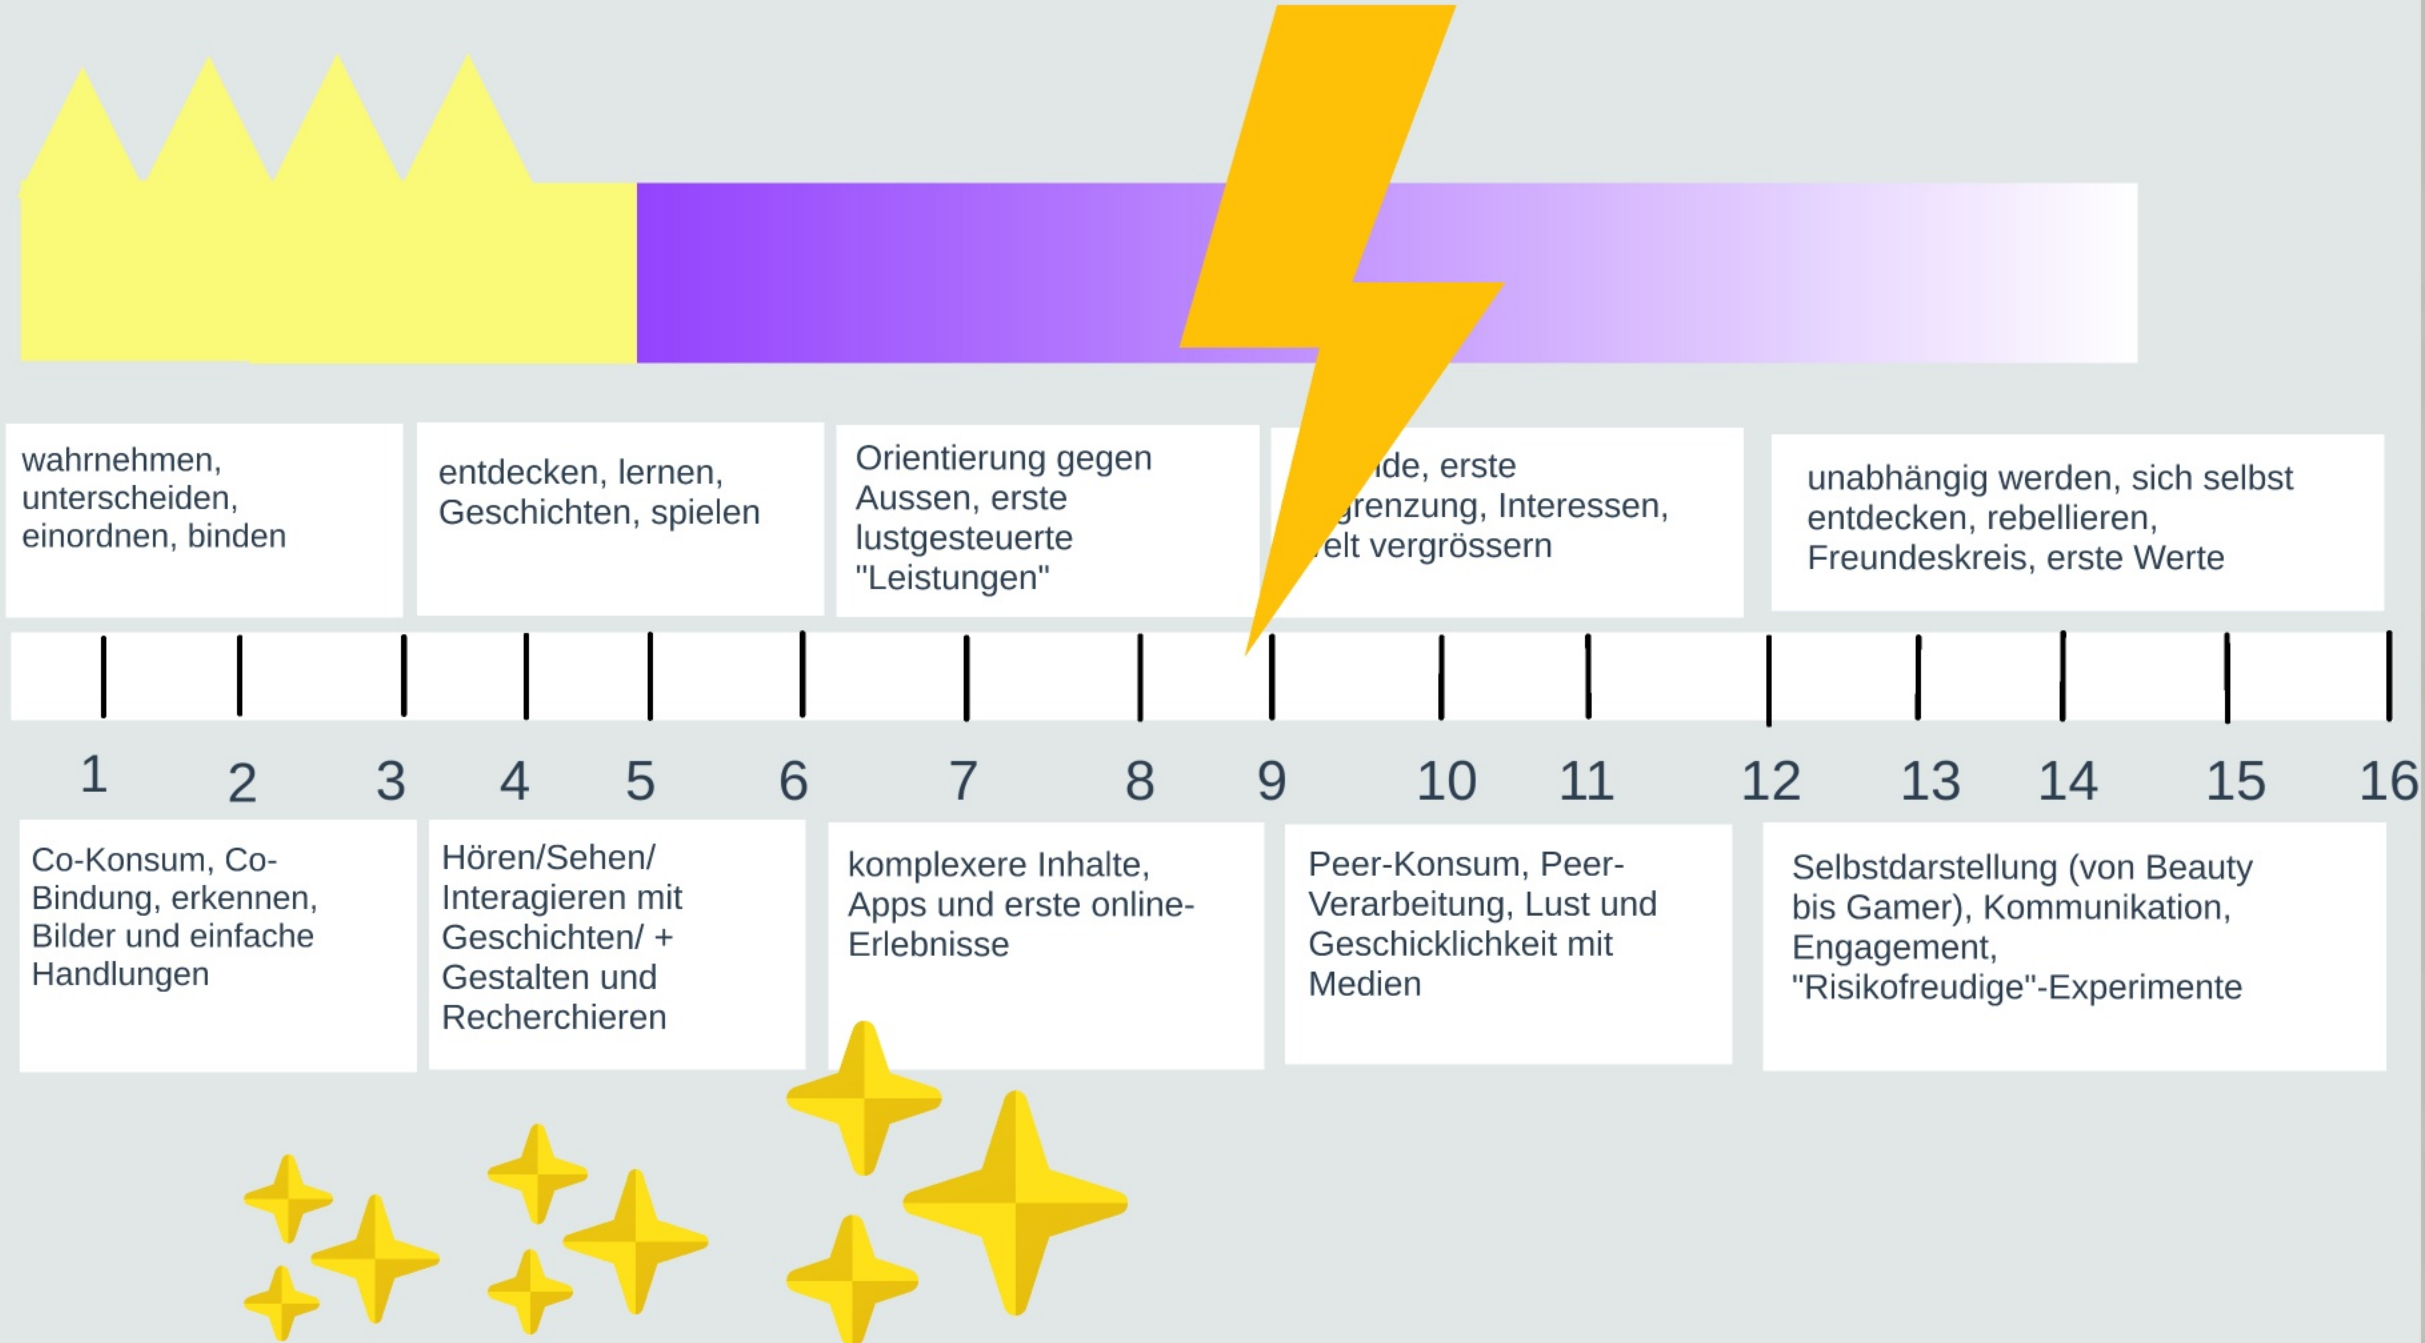 wahrnehmen,
unterscheiden,
einordnen, binden
entdecken, lernen,
Geschichten, spielen
Orientierung gegen
Aussen, erste
lustgesteuerte
"Leistungen"
erste
Interessen,
vergrössern
unabhängig werden, sich selbst
entdecken, rebellieren,
Freundeskreis, erste Werte
1 2 3 4 5 6 7 8 9 10 11 12 13 14 15 16
Co-Konsum, Co-
Bindung, erkennen,
Bilder und einfache
Handlungen
Hören/Sehen/
Interagieren mit
Geschichten/ +
Gestalten und
Recherchieren
komplexere Inhalte,
Apps und erste online-
Erlebnisse
Peer-Konsum, Peer-
Verarbeitung, Lust und
Geschicklichkeit mit
Medien
Selbstdarstellung (von Beauty
bis Gamer), Kommunikation,
Engagement,
"Risikofreudige"-Experimente